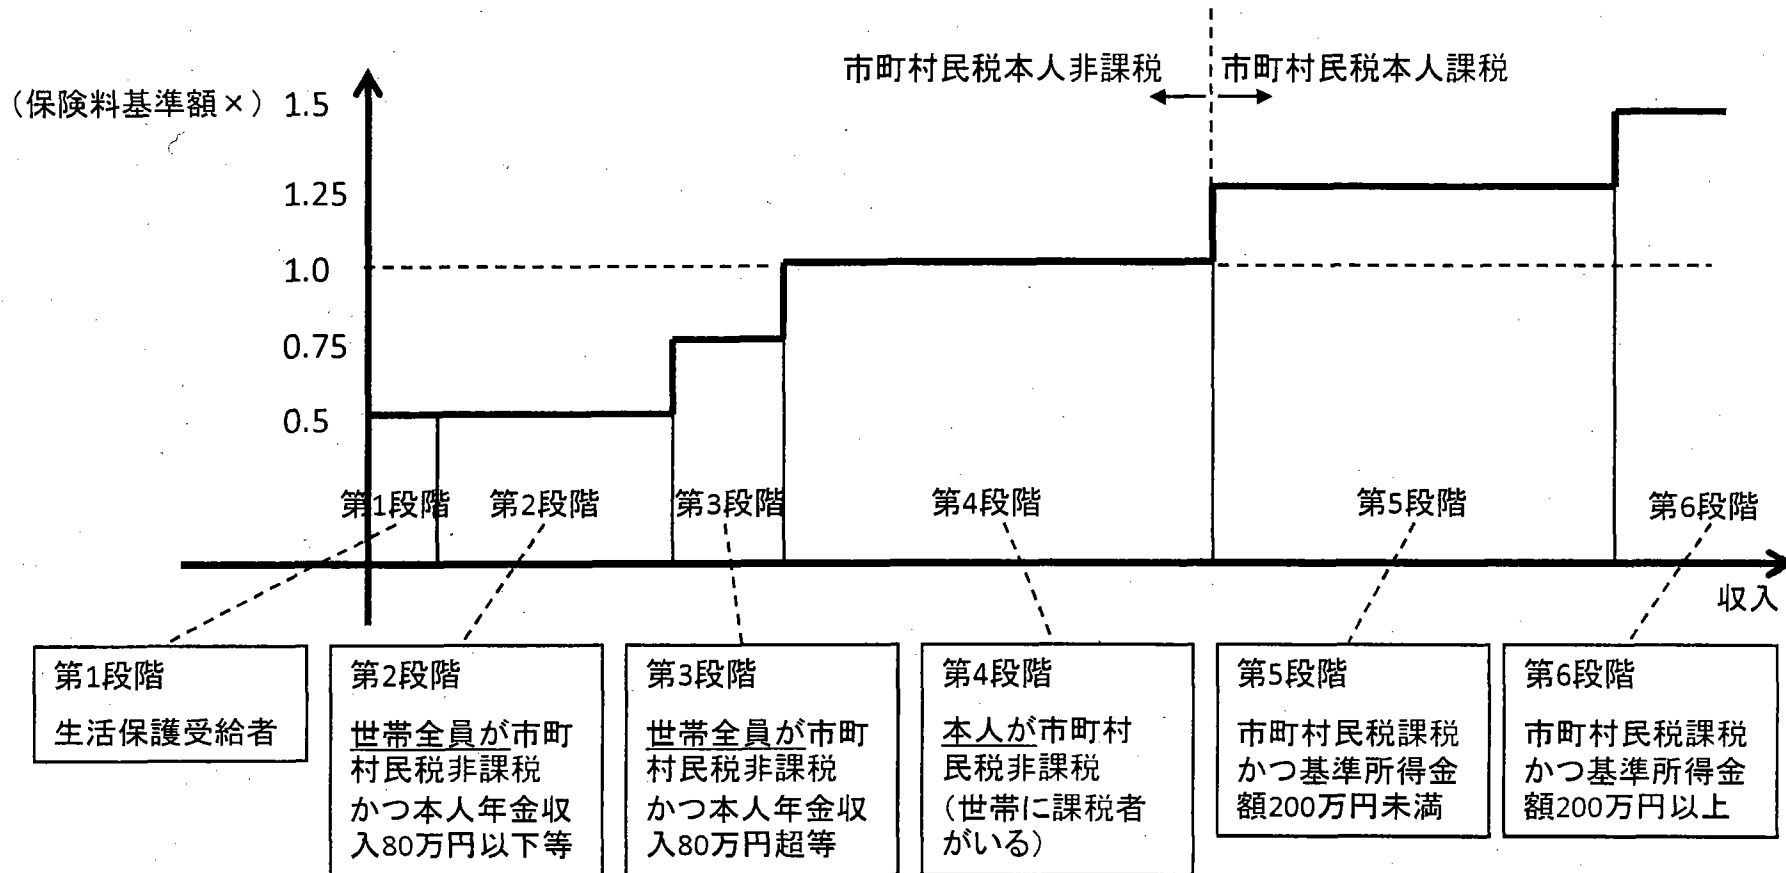 市町村民税本人非課税
市町村民税本人課税
（保険料基準額×）
1.5
1.25
1.0
0.75
0.5
第1段階
第2段階
第3段階
第4段階
第5段階
第6段階
収入
第1段階
生活保護受給者
第2段階
世帯全員が市町
村民税非課税
かつ本人年金収
入80万円以下等
第3段階
世帯全員が市町
村民税非課税
かつ本人年金収
入80万円超等
第4段階
本人が市町村
民税非課税
（世帯に課税者
がいる）
第5段階
市町村民税課税
かつ基準所得金
額200万円未満
第6段階
市町村民税課税
かつ基準所得金
額200万円以上